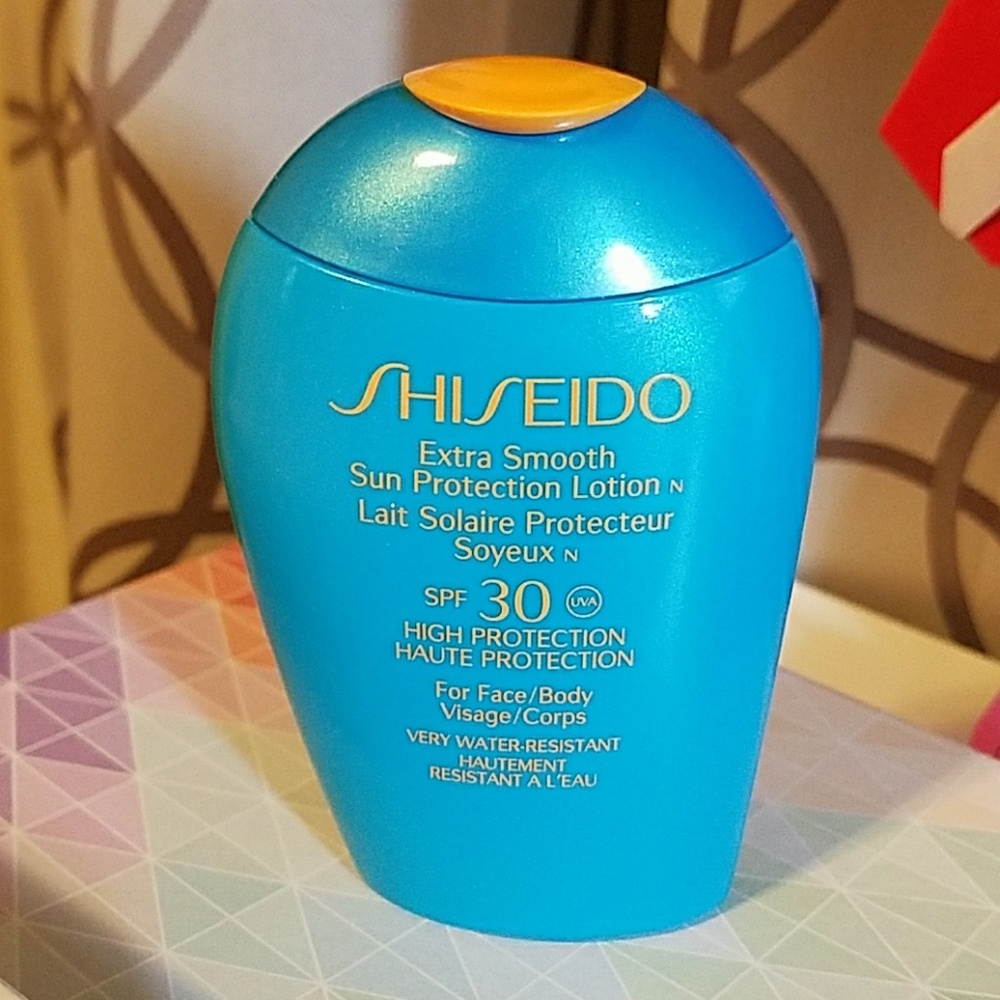 SHISEIDO
Extra Smooth
Sun Protection Lotion N
Lait Solaire Protecteur
Soyeux N
SPF 30 UVA
HIGH PROTECTION
HAUTE PROTECTION
For Face/Body
Visage/Corps
VERY WATER-RESISTANT
HAUTEMENT
RESISTANT A L'EAU